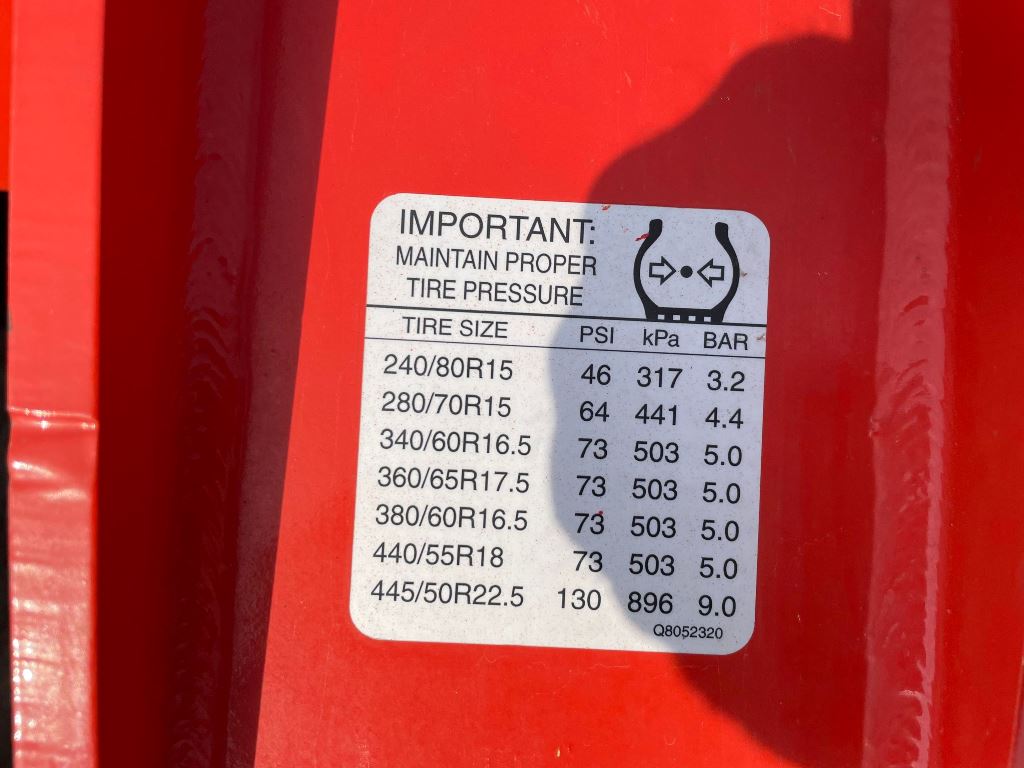 IMPORTANT:
MAINTAIN PROPER
TIRE PRESSURE
TIRE SIZE PSI kPa BAR
240/80R15 46 317 3.2
280/70R15 64 441 4.4
340/60R16.5 73 503 5.0
360/65R17.5 73 503 5.0
380/60R16.5 73 503 5.0
440/55R18 73 503 5.0
445/50R22.5 130 896 9.0
Q8052320